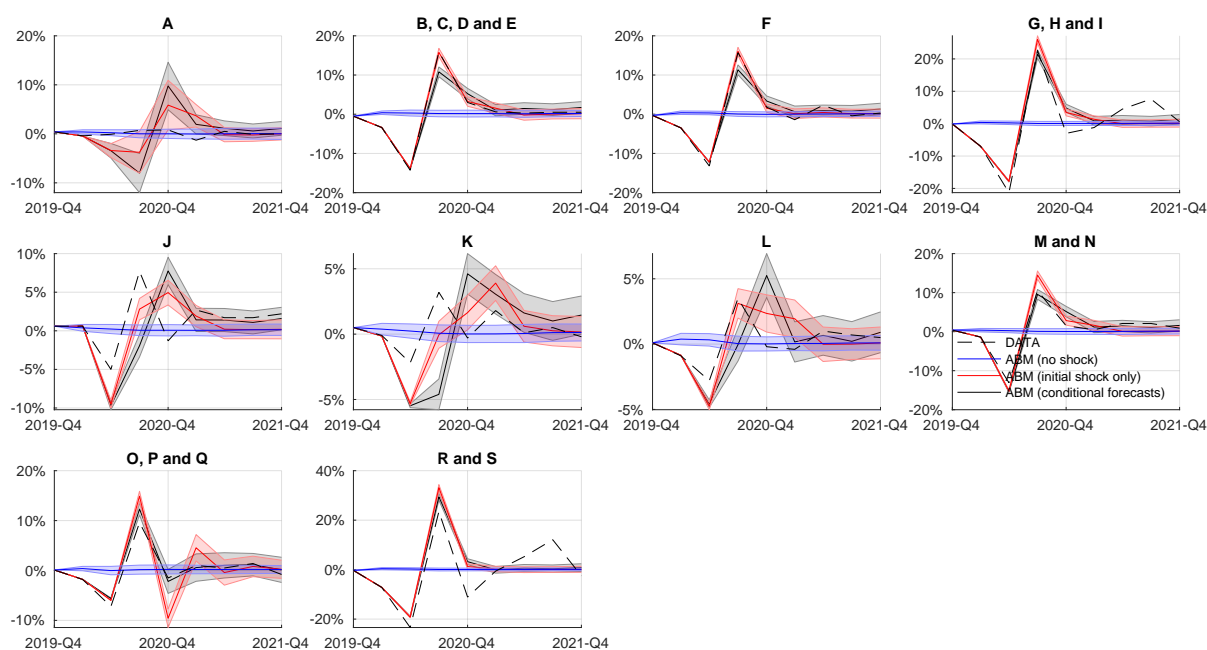 A
20%
10%
0%
-10%
2019-Q4
2020-Q4
2021-Q4
B, C, D and E
20%
10%
0%
-10%
-20%
2019-Q4
2020-Q4
2021-Q4
F
20%
10%
0%
-10%
-20%
2019-Q4
2020-Q4
2021-Q4
G, H and I
20%
10%
0%
-10%
-20%
2019-Q4
2020-Q4
2021-Q4
J
10%
5%
0%
-5%
-10%
2019-Q4
2020-Q4
2021-Q4
K
5%
0%
-5%
2019-Q4
2020-Q4
2021-Q4
L
5%
0%
-5%
2019-Q4
2020-Q4
2021-Q4
M and N
20%
10%
0%
-10%
-20%
DATA
ABM (no shock)
ABM (initial shock only)
ABM (conditional forecasts)
2019-Q4
2020-Q4
2021-Q4
O, P and Q
20%
10%
0%
-10%
2019-Q4
2020-Q4
2021-Q4
R and S
40%
20%
0%
-20%
2019-Q4
2020-Q4
2021-Q4